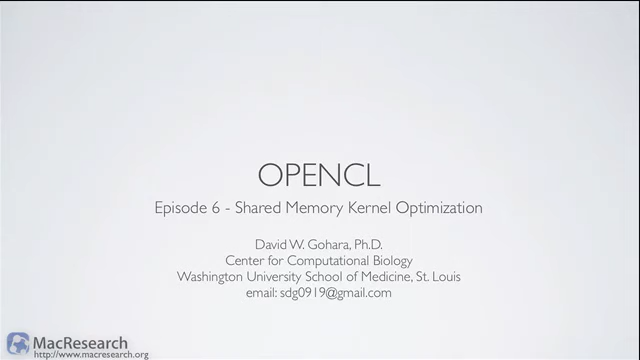 OPENCL
Episode 6 - Shared Memory Kernel Optimization
David W. Gohara, Ph.D.
Center for Computational Biology
Washington University School of Medicine, St. Louis
email: sdg0919@gmail.com
MacResearch
http://www.macresearch.org